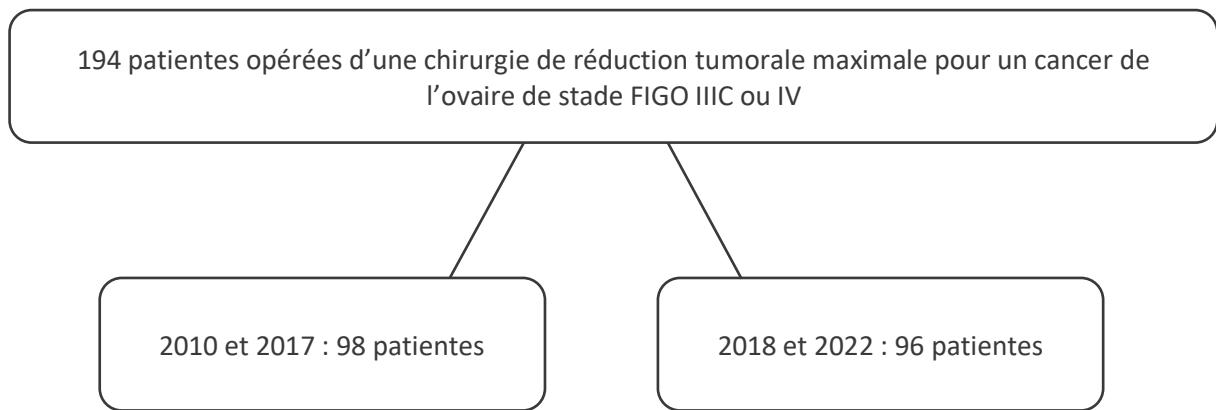 194 patientes opérées d’une chirurgie de réduction tumorale maximale pour un cancer de
l’ovaire de stade FIGO IIIC ou IV
2010 et 2017 : 98 patientes
2018 et 2022 : 96 patientes